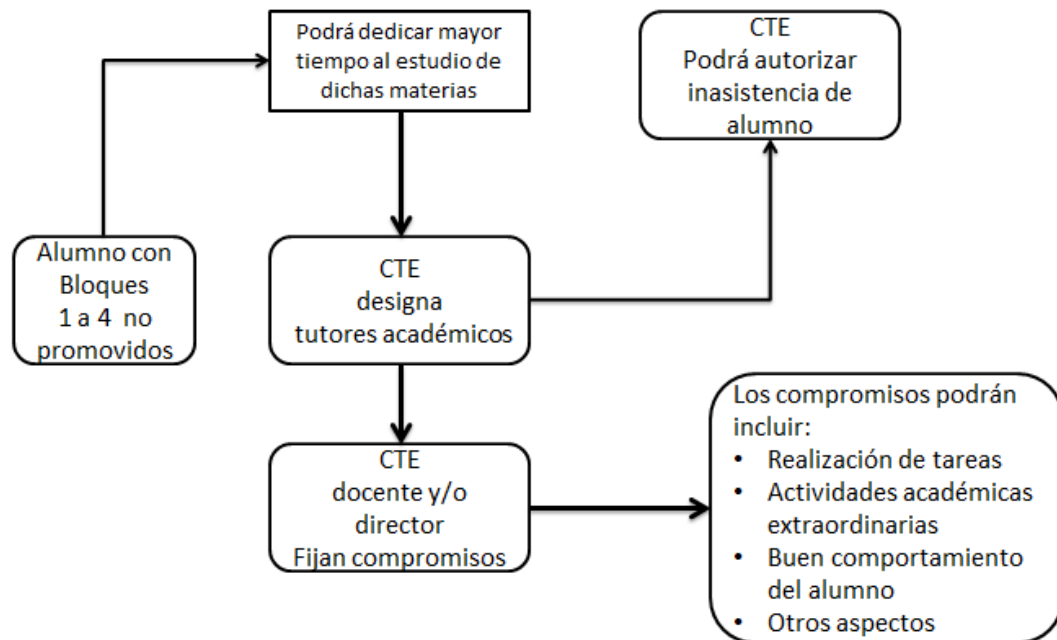 Podrá dedicar mayor
tiempo al estudio de
dichas materias
CTE
Podrá autorizar
inasistencia de
alumno
Alumno con
Bloques
1 a 4 no
promovidos
CTE
designa
tutores académicos
CTE
docente y/o
director
Fijan compromisos
Los compromisos podrán
incluir:
• Realización de tareas
• Actividades académicas
extraordinarias
• Buen comportamiento
del alumno
• Otros aspectos